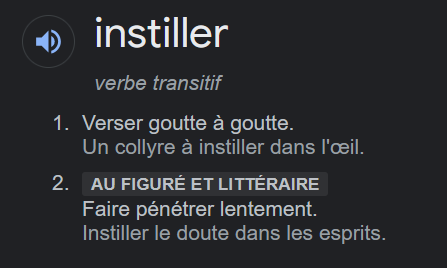 instiller
verbe transitif
1. Verser goutte à goutte.
Un collyre à instiller dans l'œil.
2. AU FIGURÉ ET LITTÉRAIRE
Faire pénétrer lentement.
Instiller le doute dans les esprits.